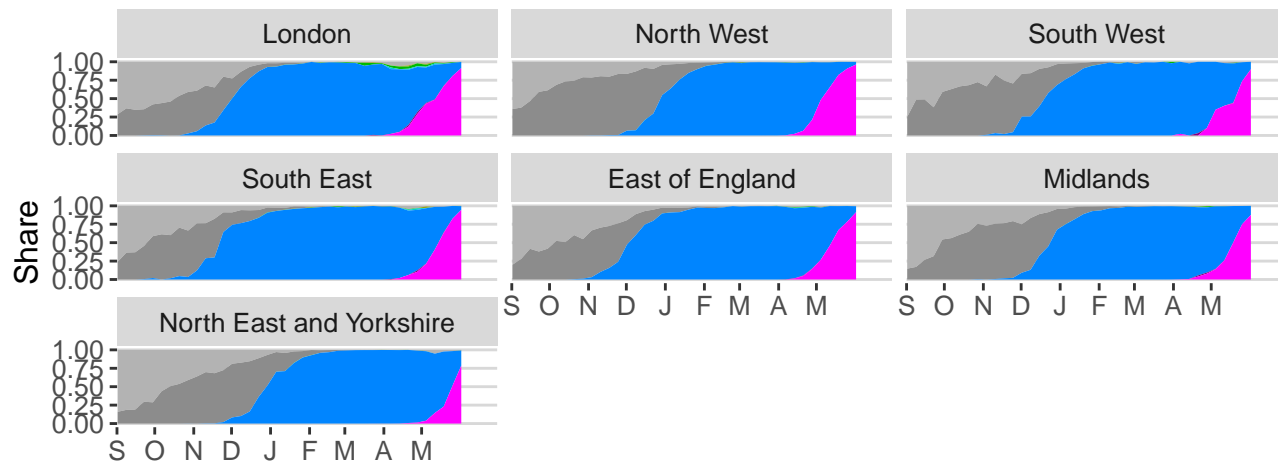 London North West South West
1.00
0.75
0.50
0.25
0.00
South East East of England Midlands
1.00
0.75
0.50
0.25
0.00
Share
S O N D J F M A M S O N D J F M A M
North East and Yorkshire
1.00
0.75
0.50
0.25
0.00
S O N D J F M A M